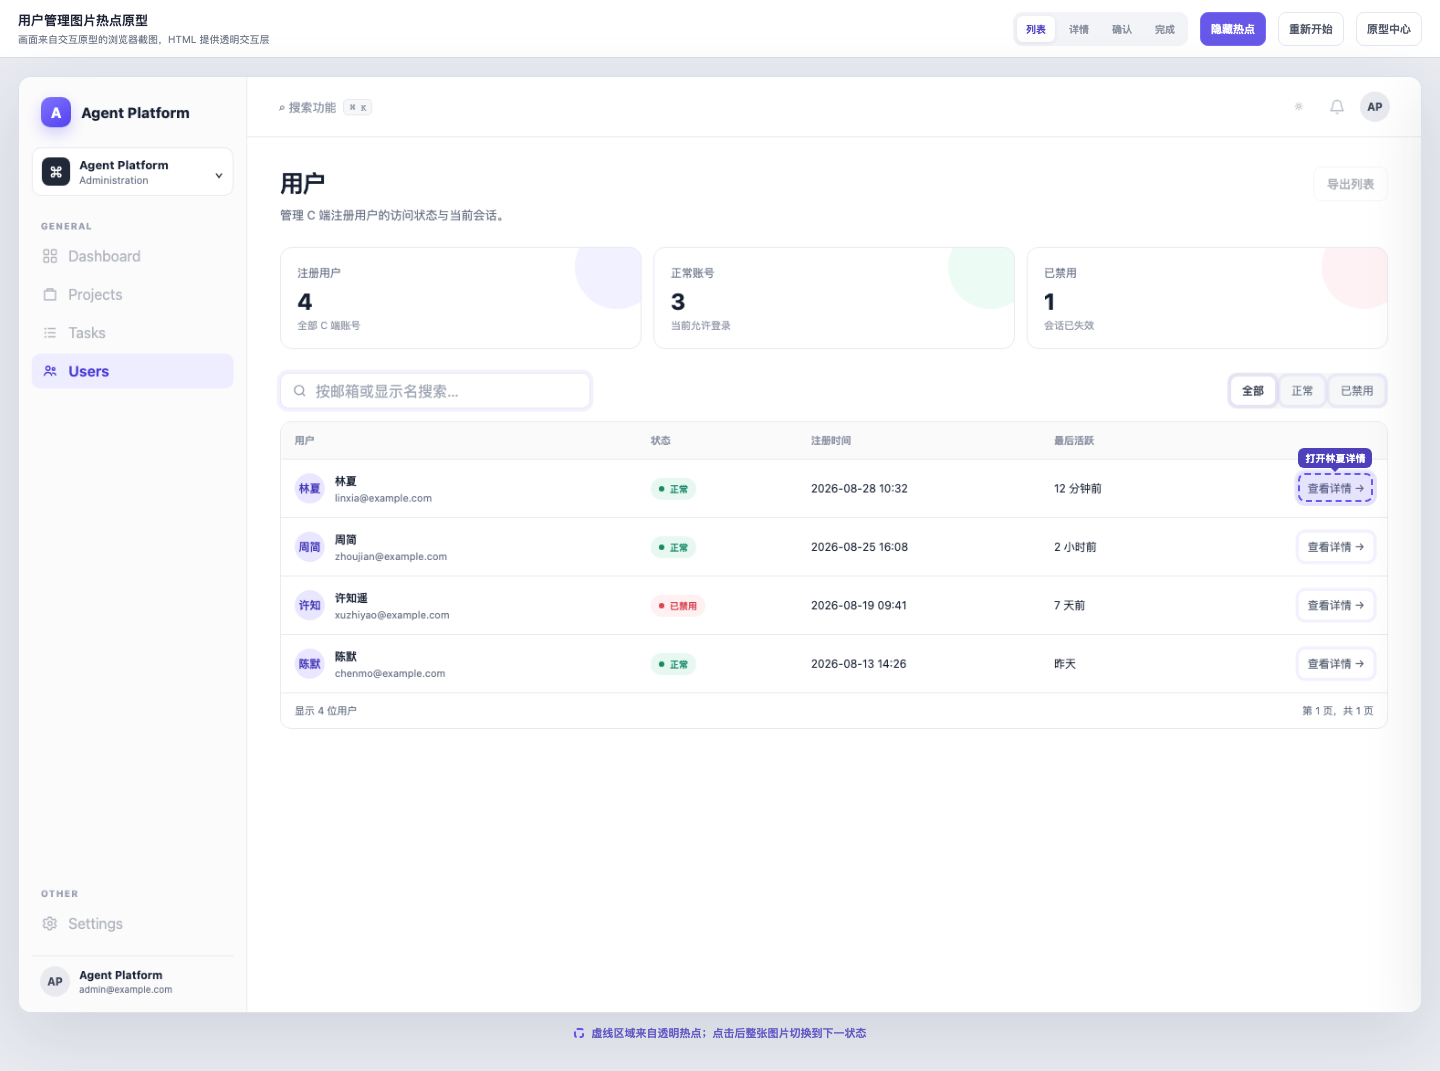 用户管理图片热点原型
画面来自交互原型的浏览器截图，HTML 提供透明交互层
列表 详情 确认 完成 隐藏热点 重新开始 原型中心
A Agent Platform
⌘ Agent Platform
Administration
GENERAL
Dashboard
Projects
Tasks
Users
OTHER
Settings
AP Agent Platform
admin@example.com
搜索功能 ⌘ K
AP
用户
管理 C 端注册用户的访问状态与当前会话。
导出列表
注册用户
4
全部 C 端账号
正常账号
3
当前允许登录
已禁用
1
会话已失效
按邮箱或显示名搜索...
全部 正常 已禁用
用户 状态 注册时间 最后活跃
打开林夏详情
林夏 林夏 正常 2026-08-28 10:32 12 分钟前 查看详情 →
linxia@example.com
周简 周简 正常 2026-08-25 16:08 2 小时前 查看详情 →
zhoujian@example.com
许知 许知遥 已禁用 2026-08-19 09:41 7 天前 查看详情 →
xuzhiyao@example.com
陈默 陈默 正常 2026-08-13 14:26 昨天 查看详情 →
chenmo@example.com
显示 4 位用户 第 1 页，共 1 页
虚线区域来自透明热点；点击后整张图片切换到下一状态